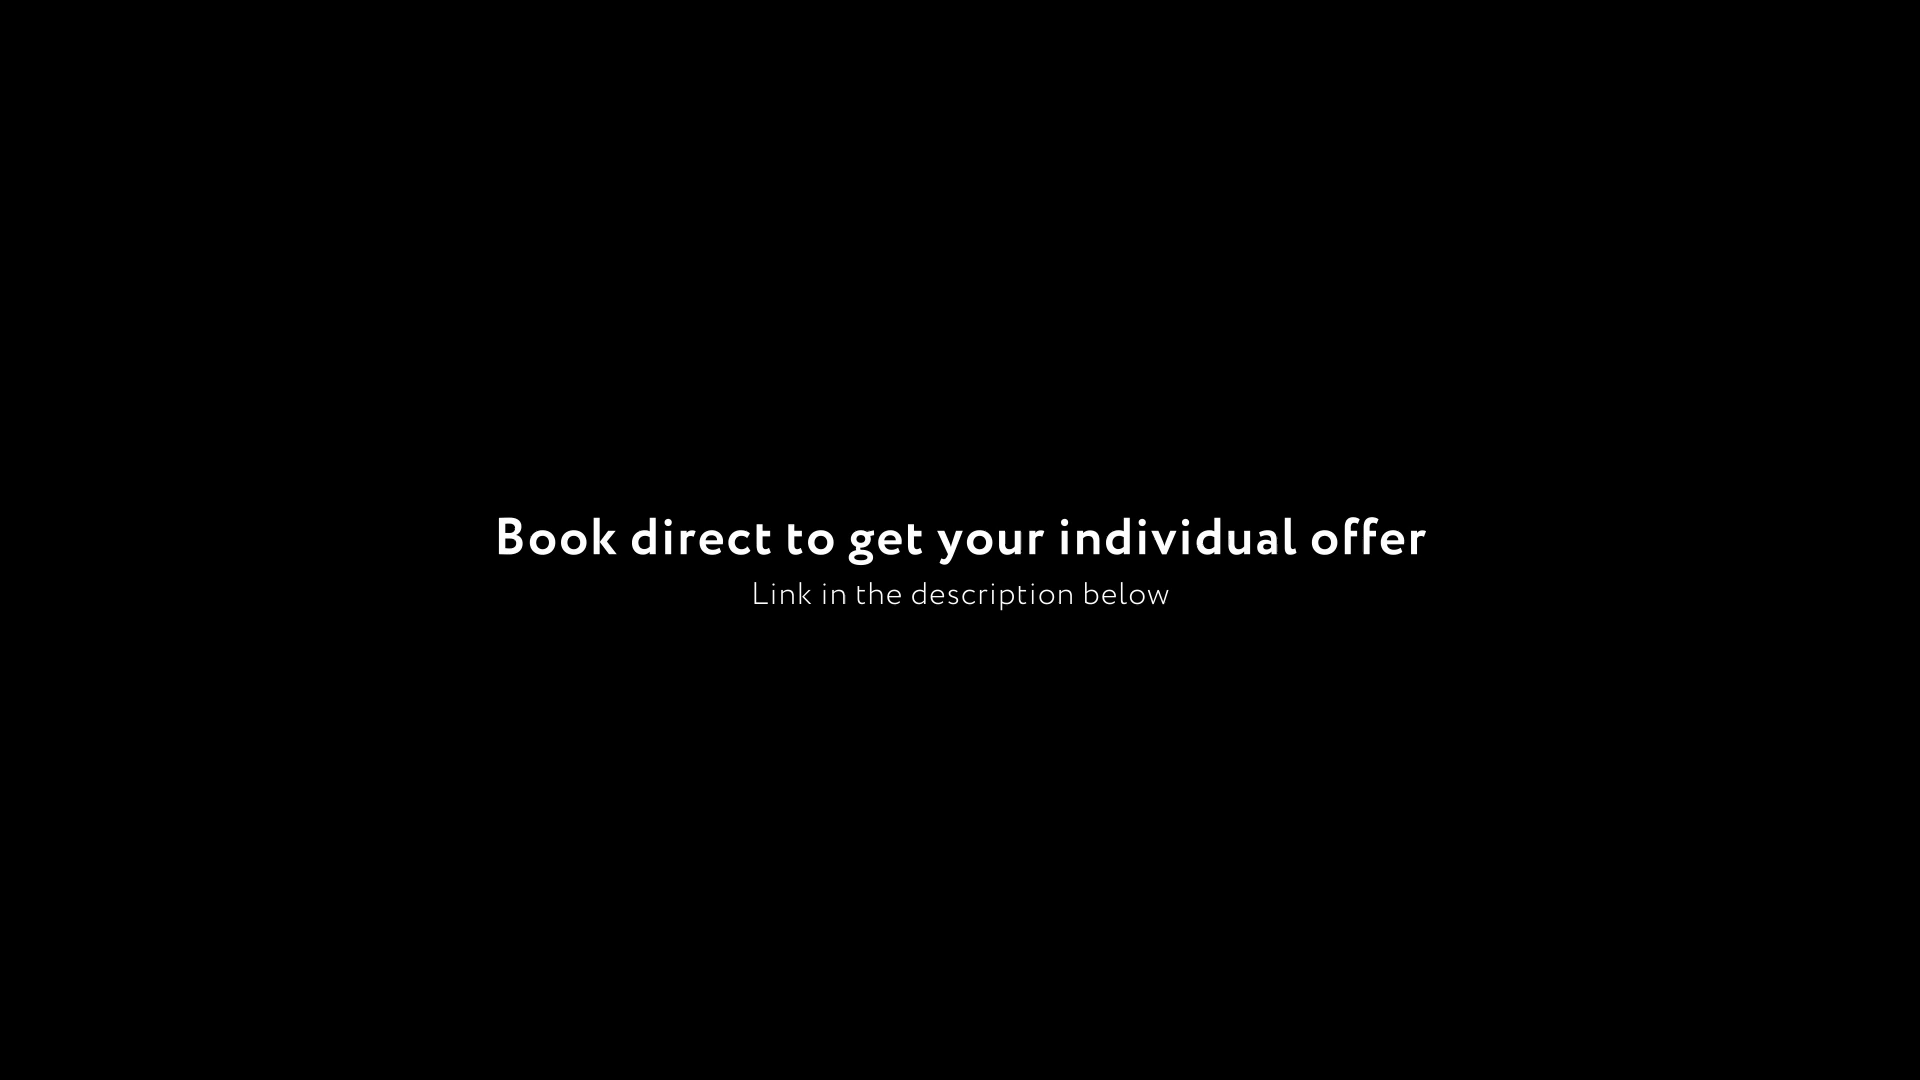 Book direct to get your individual offer
Link in the description below